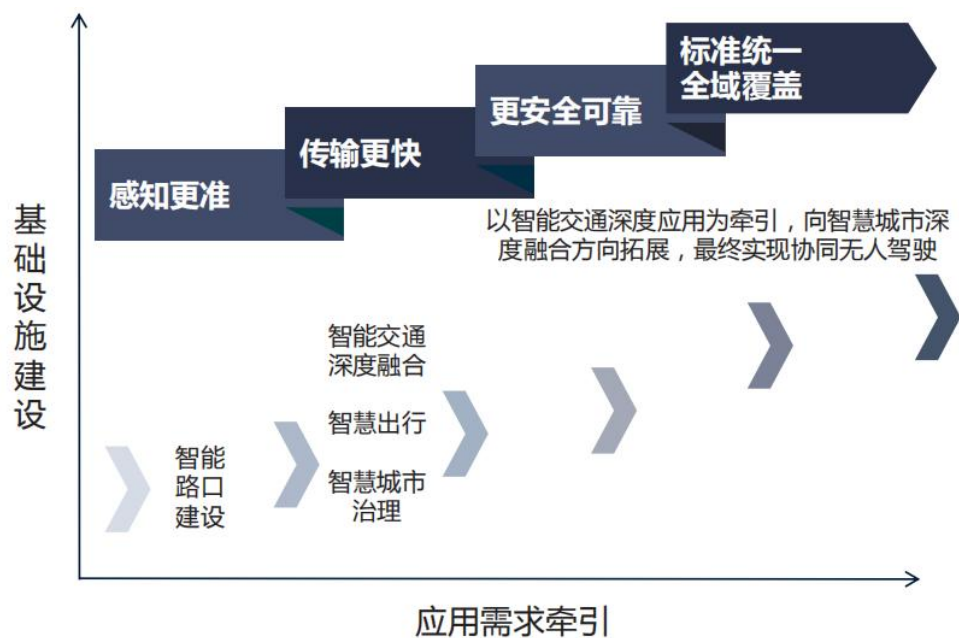 标准统一
全域覆盖
更安全可靠
传输更快
感知更准
以智能交通深度应用为牵引，向智慧城市深
度融合方向拓展，最终实现协同无人驾驶
基础设施建设
智能交通
深度融合
智慧出行
智慧城市
治理
智能
路口
建设
应用需求牵引